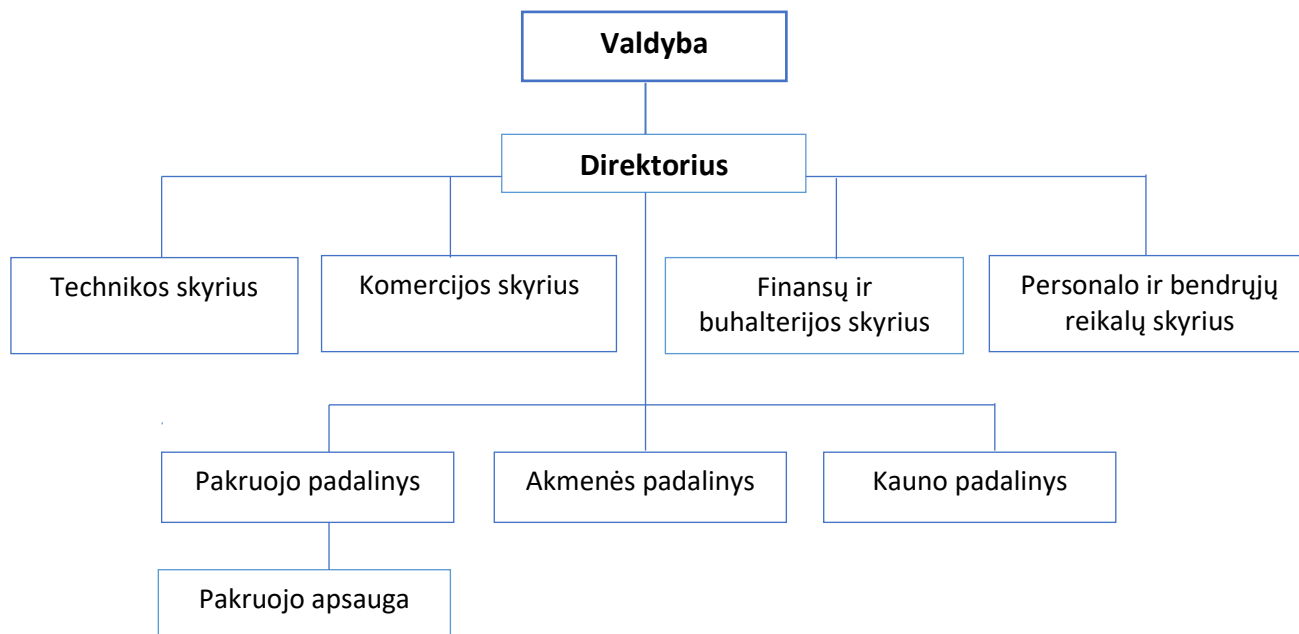 Valdyba
Direktorius
Technikos skyrius
Komercijos skyrius
Finansų ir
buhalterijos skyrius
Personalo ir bendrųjų
reikalų skyrius
Pakruojo padalinys
Akmenės padalinys
Kauno padalinys
Pakruojo apsauga